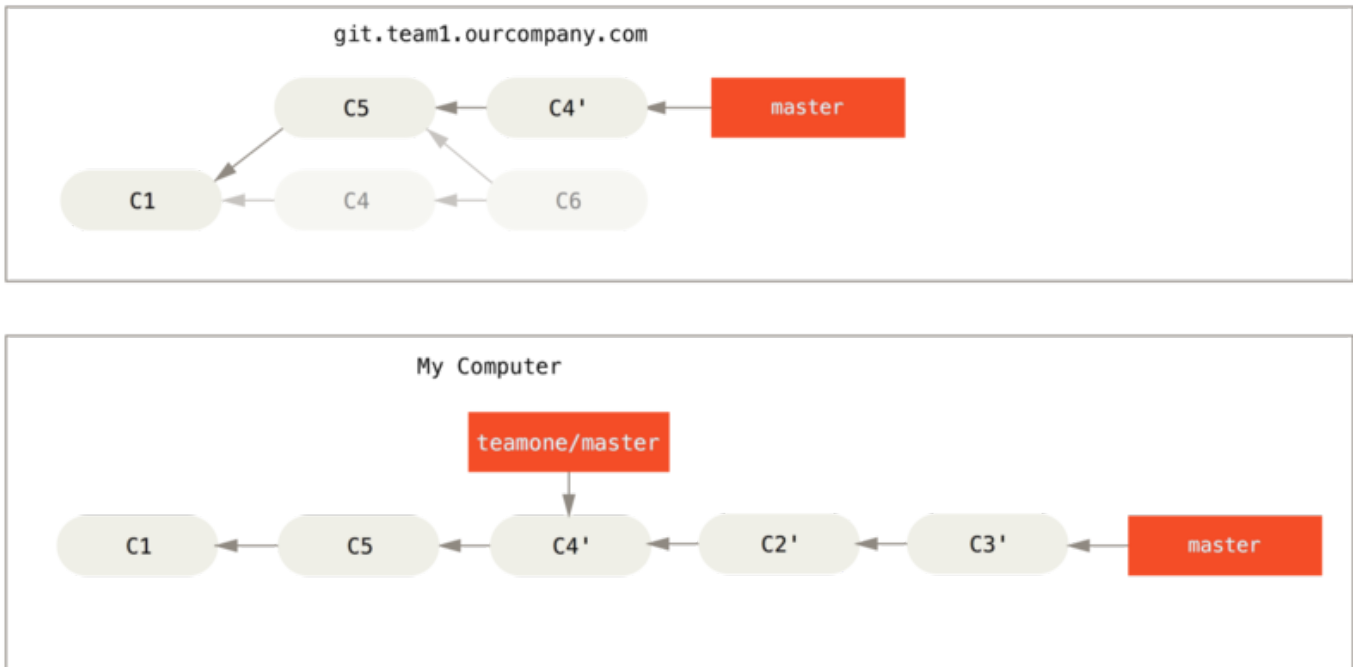 git.team1.ourcompany.com
C5 C4' master
C1 C4 C6
My Computer
teamone/master
C1 C5 C4' C2' C3' master